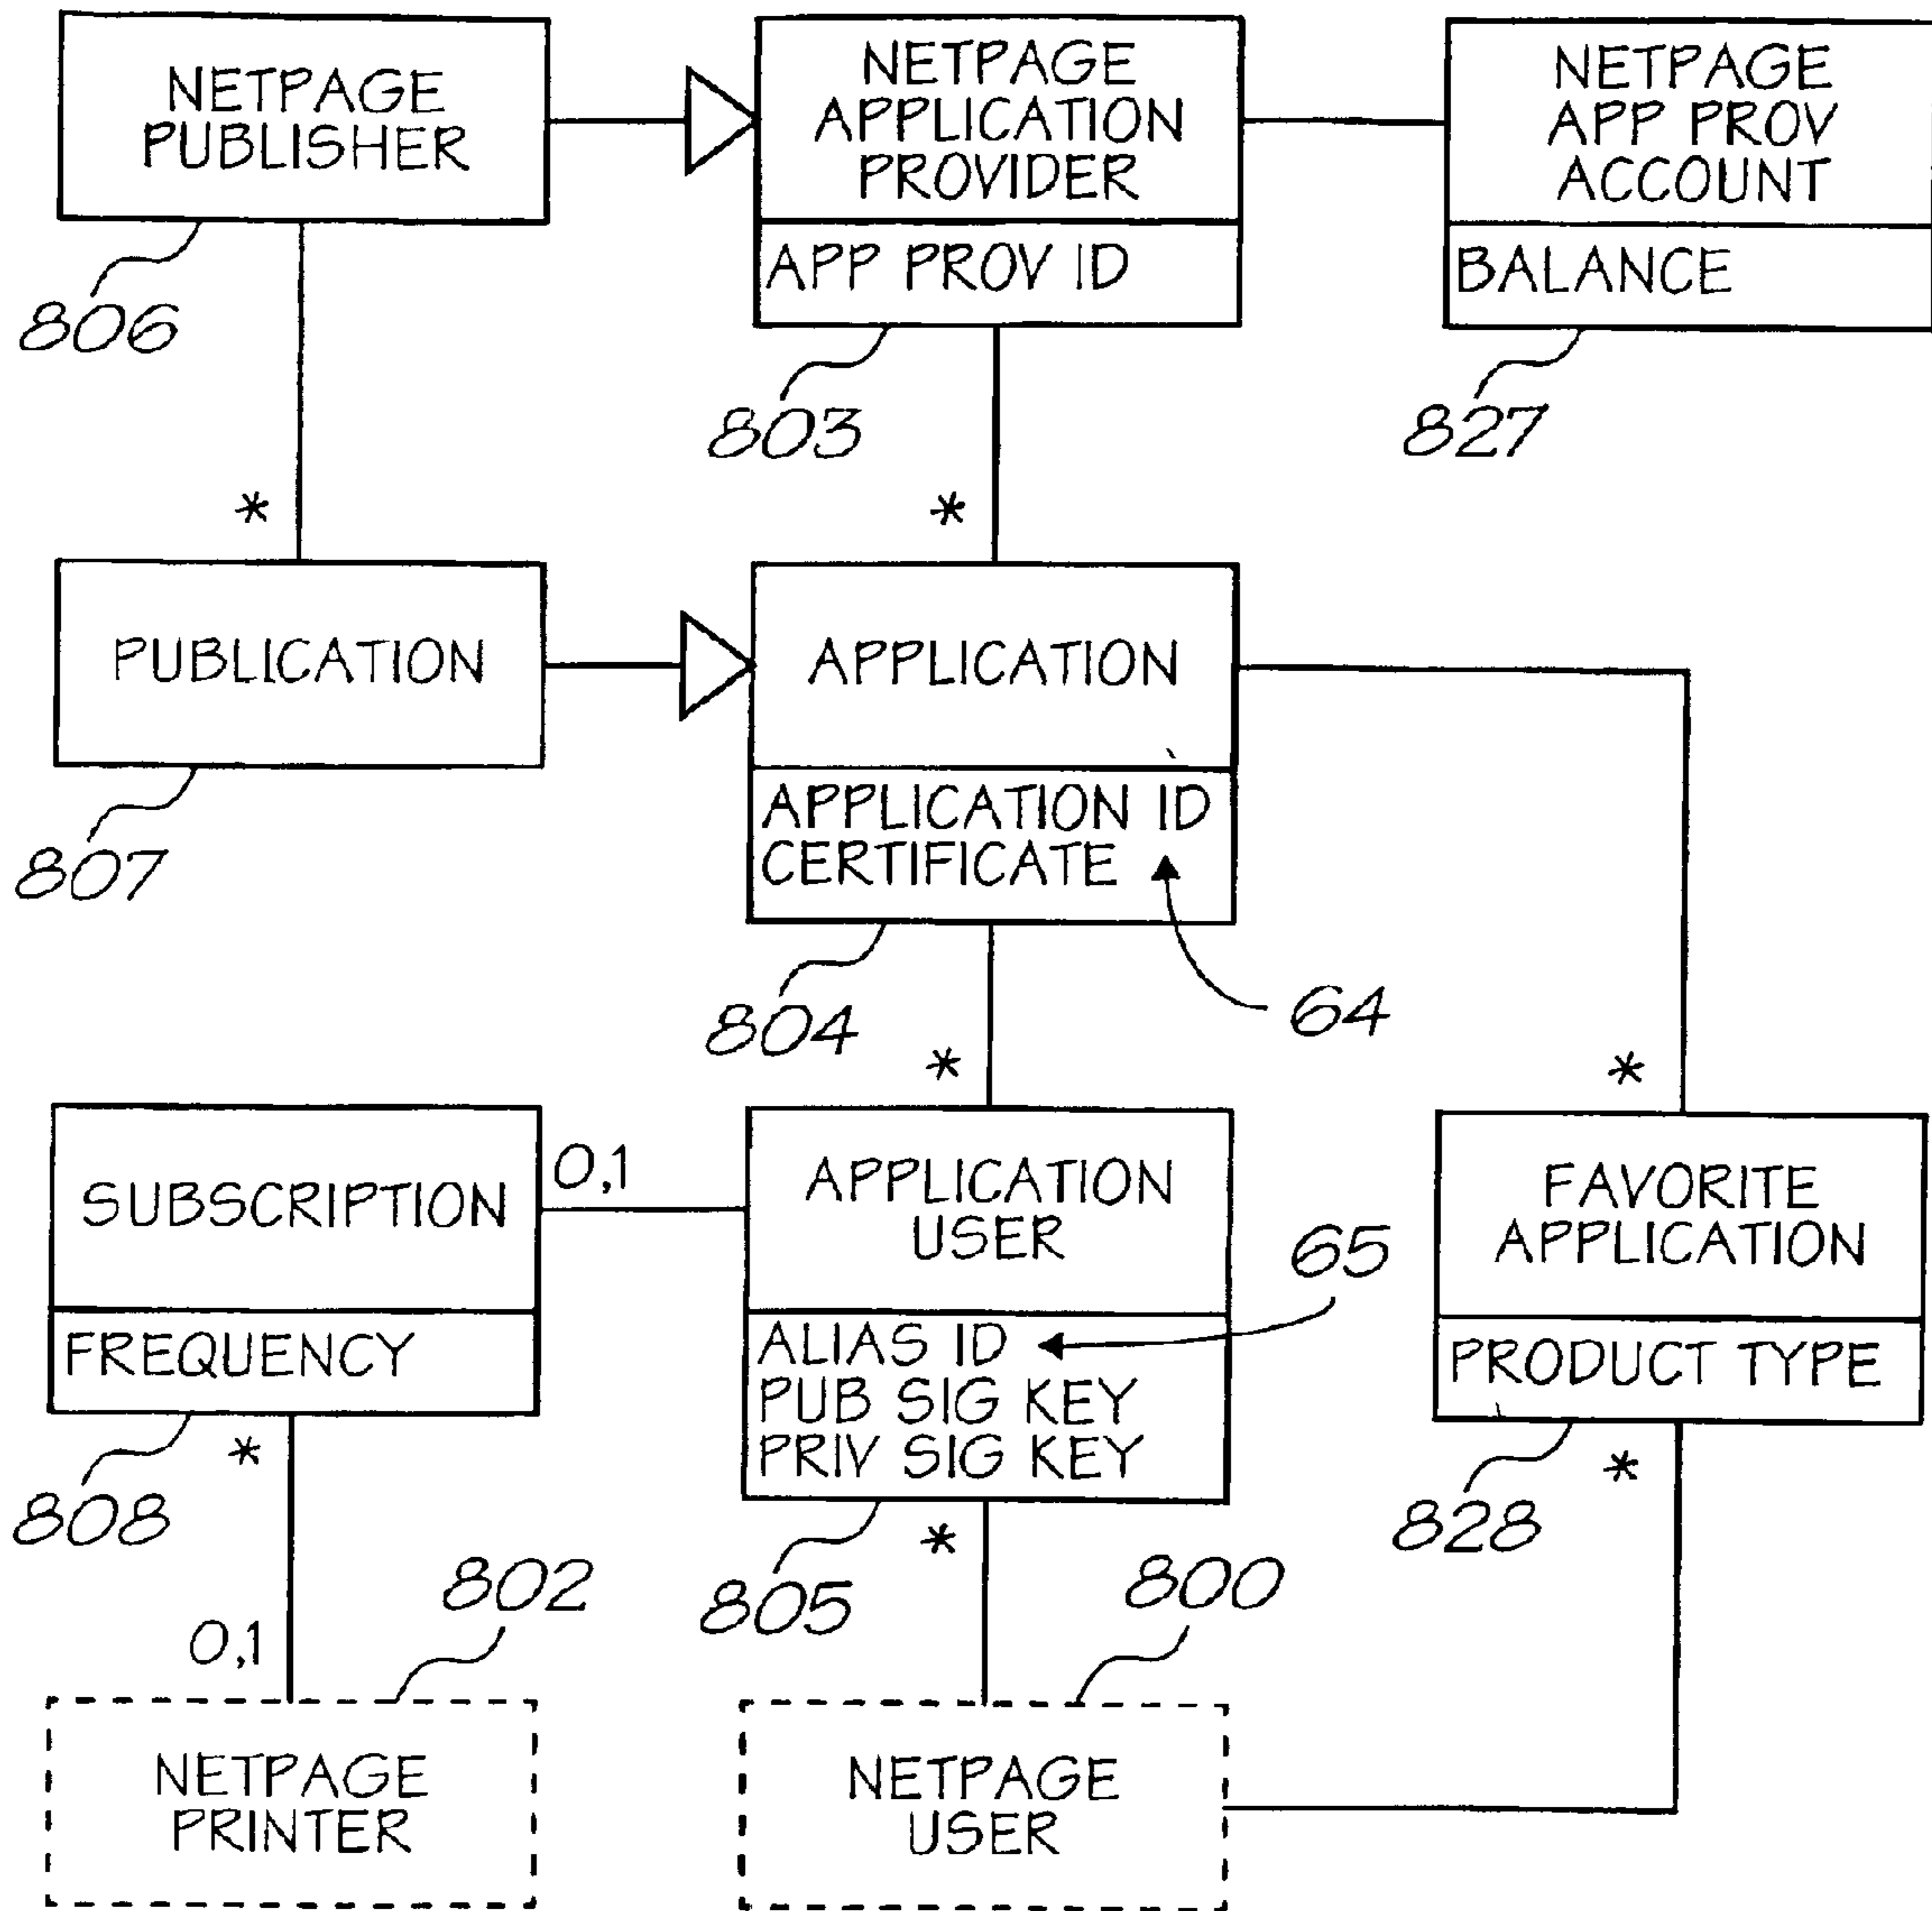 NETPAGE
PUBLISHER
806
NETPAGE
APPLICATION
PROVIDER
APP PROV ID
803
NETPAGE
APP PROV
ACCOUNT
BALANCE
827
*
*
PUBLICATION
807
APPLICATION
APPLICATION ID
CERTIFICATE
804
64
*
*
SUBSCRIPTION
FREQUENCY
808
0,1
APPLICATION
USER
ALIAS ID
PUB SIG KEY
PRIV SIG KEY
805
65
FAVORITE
APPLICATION
PRODUCT TYPE
828
*
*
*
0,1
802
800
NETPAGE
PRINTER
NETPAGE
USER